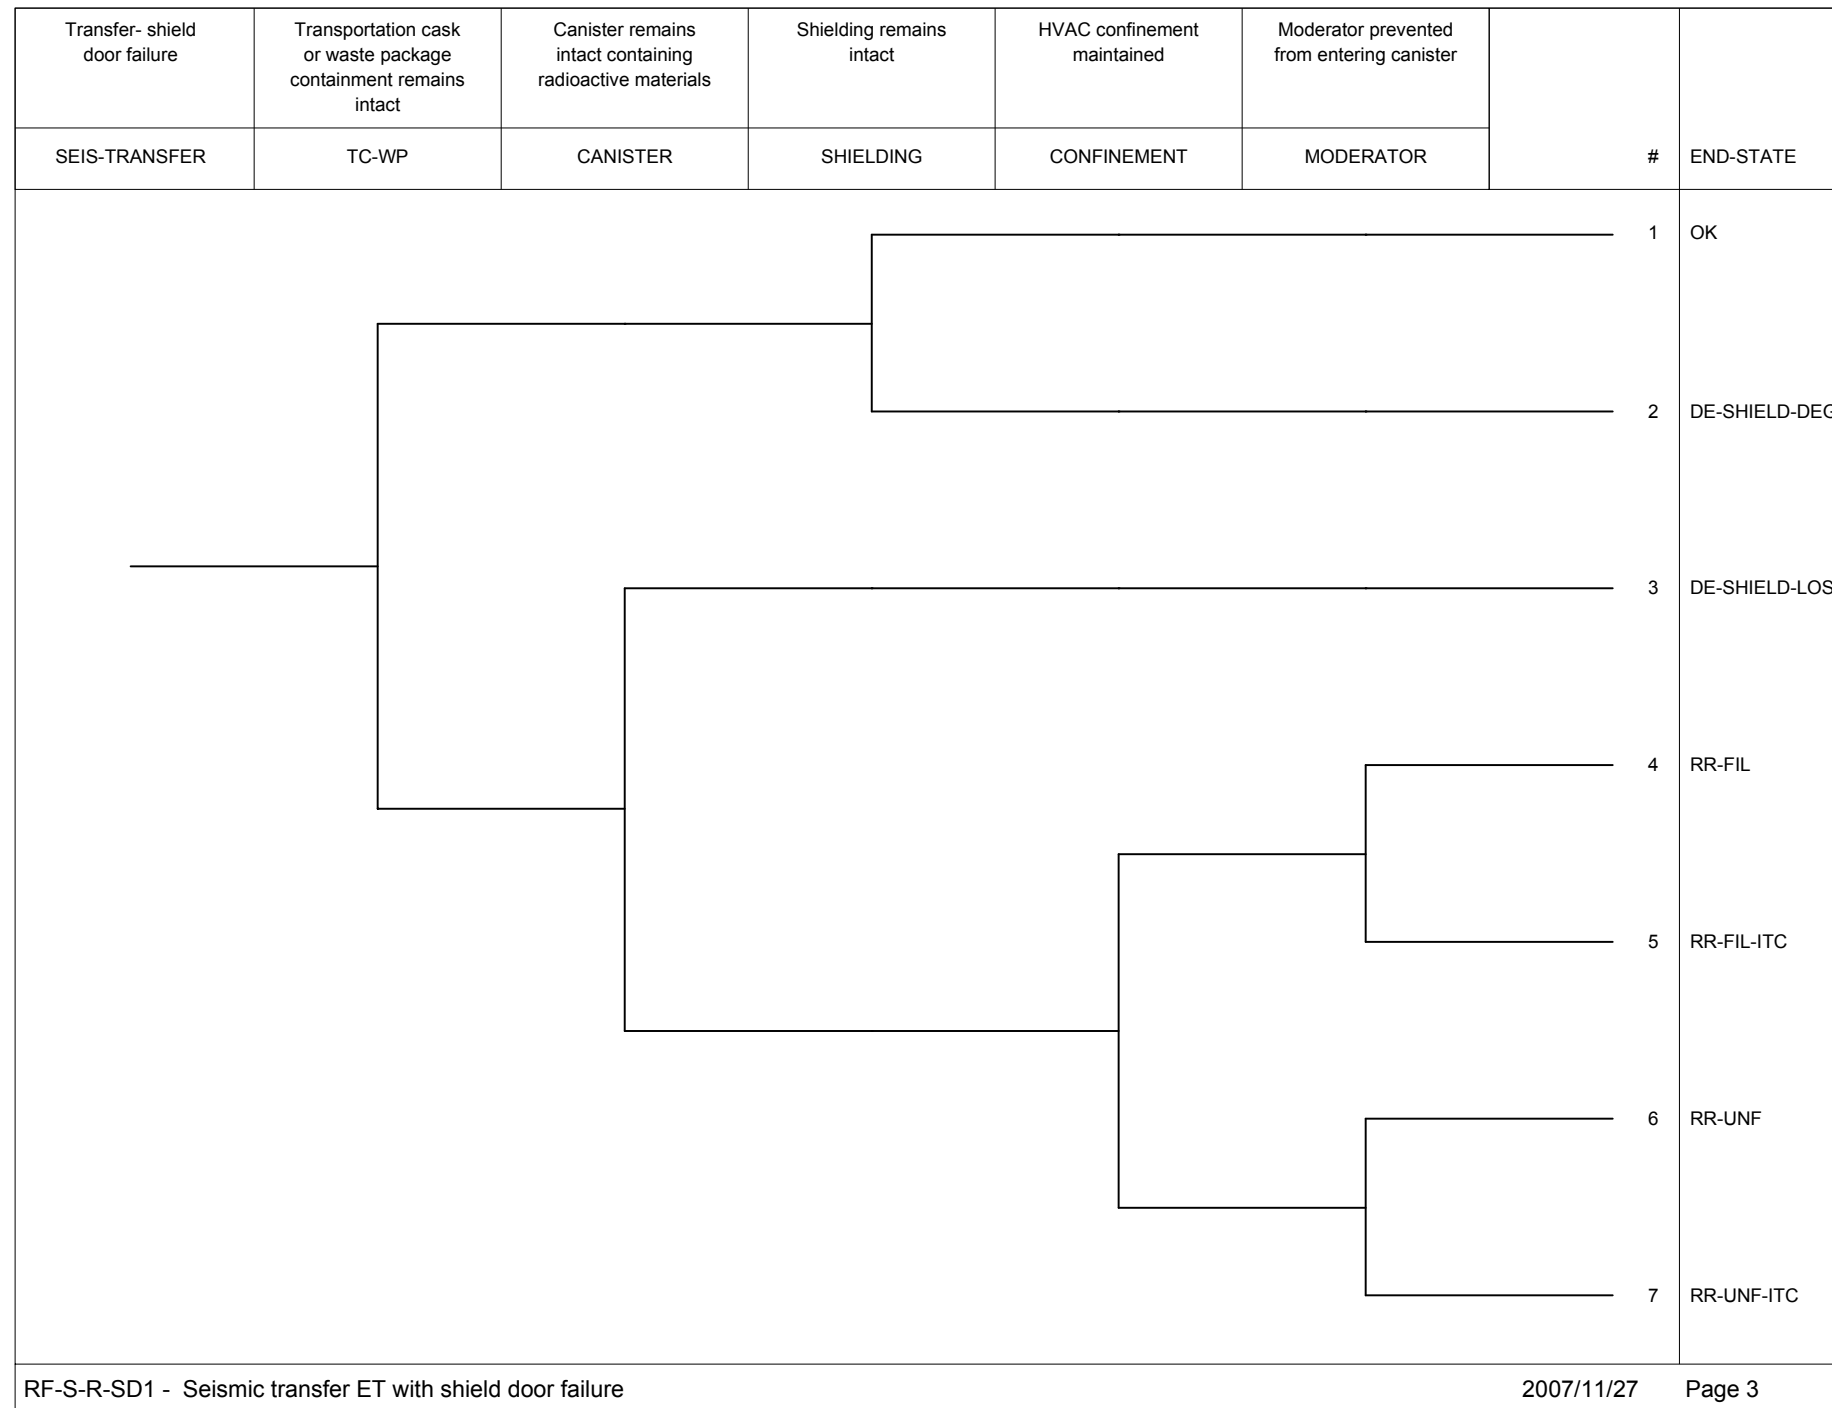 Transfer- shield
door failure
Transportation cask
or waste package
containment remains
intact
Canister remains
intact containing
radioactive materials
Shielding remains
intact
HVAC confinement
maintained
Moderator prevented
from entering canister
SEIS-TRANSFER
TC-WP
CANISTER
SHIELDING
CONFINEMENT
MODERATOR
#
END-STATE
1 OK
2 DE-SHIELD-DEG
3 DE-SHIELD-LOS
4 RR-FIL
5 RR-FIL-ITC
6 RR-UNF
7 RR-UNF-ITC
RF-S-R-SD1 - Seismic transfer ET with shield door failure 2007/11/27 Page 3